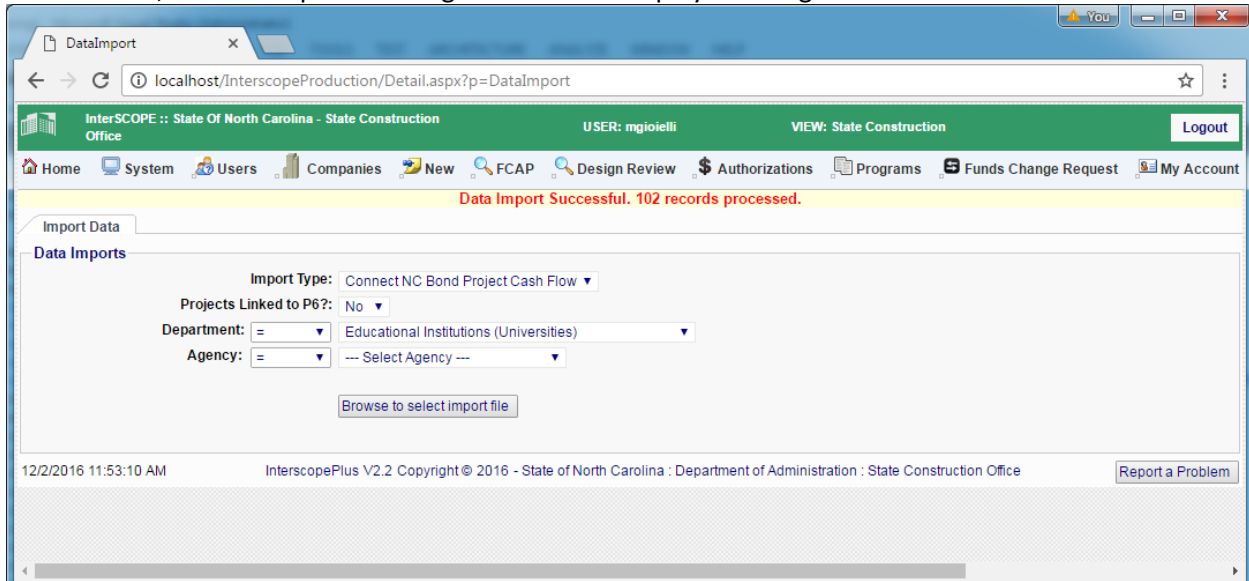 You
DataImport
localhost/InterscopeProduction/Detail.aspx?p=DataImport
InterSCOPE :: State Of North Carolina - State Construction Office USER: mgioielli VIEW: State Construction Logout
Home System Users Companies New FCAP Design Review Authorizations Programs Funds Change Request My Account
Data Import Successful. 102 records processed.
Import Data
Data Imports
Import Type: Connect NC Bond Project Cash Flow
Projects Linked to P6?: No
Department: = Educational Institutions (Universities)
Agency: = --- Select Agency ---
Browse to select import file
12/2/2016 11:53:10 AM InterscopePlus V2.2 Copyright © 2016 - State of North Carolina : Department of Administration : State Construction Office Report a Problem